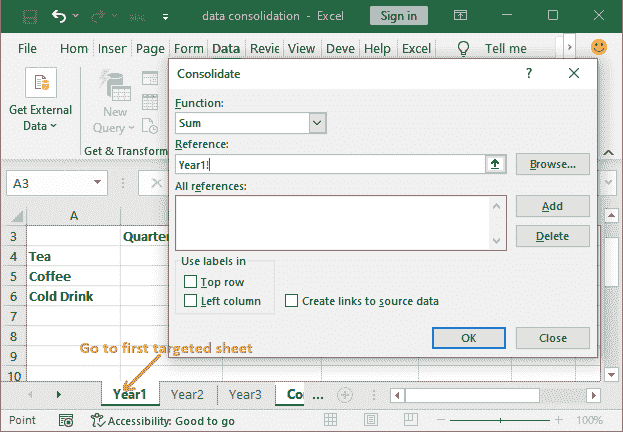 data consolidation - Excel
Sign in
File Hom Inser Page Form Data Revie View Deve Help Excel Tell me
Get External
Data
New
Query
Get & Transform
Consolidate
?
Function:
Sum
Reference:
Year1!
Browse...
All references:
Add
Delete
Use labels in
Top row
Left column
Create links to source data
OK
Close
A3
A
3 Quarter
4 Tea
5 Coffee
6 Cold Drink
7
8
9
10
Go to first targeted sheet
Year1 Year2 Year3 Co ...
Point
Accessibility: Good to go
100%